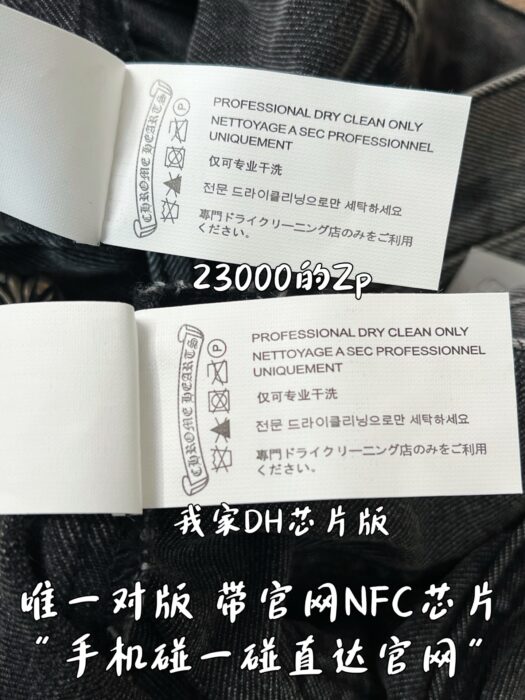 CHROME HEARTS
P
PROFESSIONAL DRY CLEAN ONLY
NETTOYAGE A SEC PROFESSIONNEL
UNIQUEMENT
仅可专业干洗
전문 드라이클리닝으로만 세탁하세요
専門ドライクリーニング店のみをご利用
ください。
23000的Zp
CHROME HEARTS
P
PROFESSIONAL DRY CLEAN ONLY
NETTOYAGE A SEC PROFESSIONNEL
UNIQUEMENT
仅可专业干洗
전문 드라이클리닝으로만 세탁하세요
専門ドライクリーニング店のみをご利用
ください。
我家DH芯片版
唯一对版 带官网NFC芯片
“手机碰一碰直达官网”